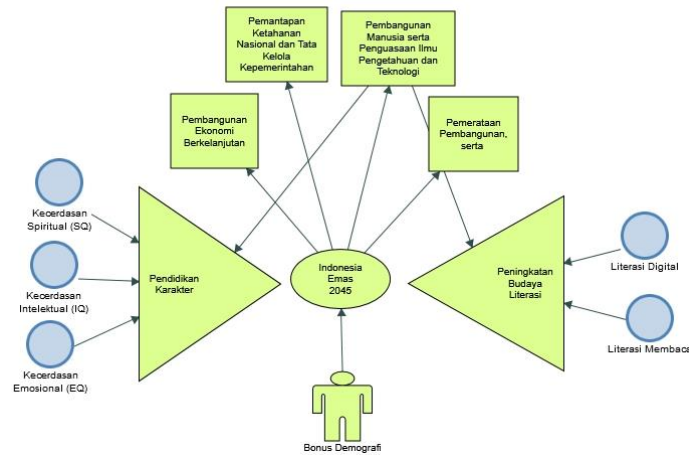 Pemantapan
Ketahanan
Nasional dan Tata
Kelola
Kepemerintahan
Pembangunan
Manusia serta
Penguasaan Ilmu
Pengetahuan dan
Teknologi
Pembangunan
Ekonomi
Berkelanjutan
Pemerataan
Pembangunan,
serta
Kecerdasan
Spiritual (SQ)
Kecerdasan
Intelektual (IQ)
Kecerdasan
Emosional (EQ)
Pendidikan
Karakter
Indonesia
Emas
2045
Peningkatan
Budaya
Literasi
Literasi Digital
Literasi Membaca
Bonus Demografi